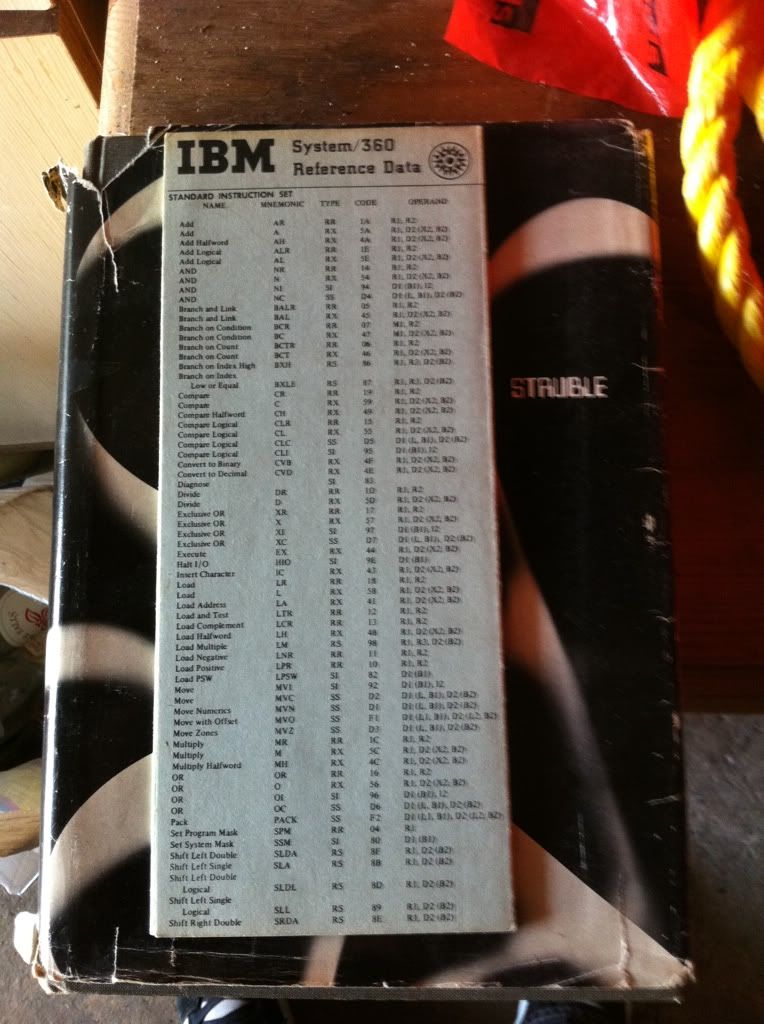 IBM System/360
Reference Data
STANDARD INSTRUCTION SET
NAME MNEMONIC TYPE CODE OPERAND
Add AR RR 1A R1, R2
Add A RX 5A R1, D2 (X2, B2)
Add Halfword AH RX 4A R1, D2 (X2, B2)
Add Logical ALR RR 1E R1, R2
Add Logical AL RX 5E R1, D2 (X2, B2)
AND NR RR 14 R1, R2
AND N RX 54 R1, D2 (X2, B2)
AND NI SI 94 D1 (B1), I2
AND NC SS D4 D1 (L, B1), D2 (B2)
Branch and Link BALR RR 05 R1, R2
Branch and Link BAL RX 45 R1, D2 (X2, B2)
Branch on Condition BCR RR 07 M1, R2
Branch on Condition BC RX 47 M1, D2 (X2, B2)
Branch on Count BCTR RR 06 R1, R2
Branch on Count BCT RX 46 R1, D2 (X2, B2)
Branch on Index High BXH RS 86 R1, R3, D2 (B2)
Branch on Index
Low or Equal BXLE RS 87 R1, R3, D2 (B2)
Compare CR RR 19 R1, R2
Compare C RX 59 R1, D2 (X2, B2)
Compare Halfword CH RX 49 R1, D2 (X2, B2)
Compare Logical CLR RR 15 R1, R2
Compare Logical CL RX 55 R1, D2 (X2, B2)
Compare Logical CLC SS D5 D1 (L, B1), D2 (B2)
Compare Logical CLI SI 95 D1 (B1), I2
Convert to Binary CVB RX 4F R1, D2 (X2, B2)
Convert to Decimal CVD RX 4E R1, D2 (X2, B2)
Diagnose SI 83
Divide DR RR 1D R1, R2
Divide D RX 5D R1, D2 (X2, B2)
Exclusive OR XR RR 17 R1, R2
Exclusive OR X RX 57 R1, D2 (X2, B2)
Exclusive OR XI SI 97 D1 (B1), I2
Exclusive OR XC SS D7 D1 (L, B1), D2 (B2)
Execute EX RX 44 R1, D2 (X2, B2)
Halt I/O HIO SI 9E D1 (B1)
Insert Character IC RX 43 R1, D2 (X2, B2)
Load LR RR 18 R1, R2
Load L RX 58 R1, D2 (X2, B2)
Load Address LA RX 41 R1, D2 (X2, B2)
Load and Test LTR RR 12 R1, R2
Load Complement LCR RR 13 R1, R2
Load Halfword LH RX 48 R1, D2 (X2, B2)
Load Multiple LM RS 98 R1, R3, D2 (B2)
Load Negative LNR RR 11 R1, R2
Load Positive LPR RR 10 R1, R2
Load PSW LPSW SI 82 D1 (B1)
Move MVI SI 92 D1 (B1), I2
Move MVC SS D2 D1 (L, B1), D2 (B2)
Move Numerics MVN SS D1 D1 (L, B1), D2 (B2)
Move with Offset MVO SS F1 D1 (L1, B1), D2 (L2, B2)
Move Zones MVZ SS D3 D1 (L, B1), D2 (B2)
Multiply MR RR 1C R1, R2
Multiply M RX 5C R1, D2 (X2, B2)
Multiply Halfword MH RX 4C R1, D2 (X2, B2)
OR OR RR 16 R1, R2
OR O RX 56 R1, D2 (X2, B2)
OR OI SI 96 D1 (B1), I2
OR OC SS D6 D1 (L, B1), D2 (B2)
Pack PACK SS F2 D1 (L1, B1), D2 (L2, B2)
Set Program Mask SPM RR 04 R1
Set System Mask SSM SI 80 D1 (B1)
Shift Left Double SLDA RS 8F R1, D2 (B2)
Shift Left Single SLA RS 8B R1, D2 (B2)
Shift Left Double
Logical SLDL RS 8D R1, D2 (B2)
Shift Left Single
Logical SLL RS 89 R1, D2 (B2)
Shift Right Double SRDA RS 8E R1, D2 (B2)
STRUBLE